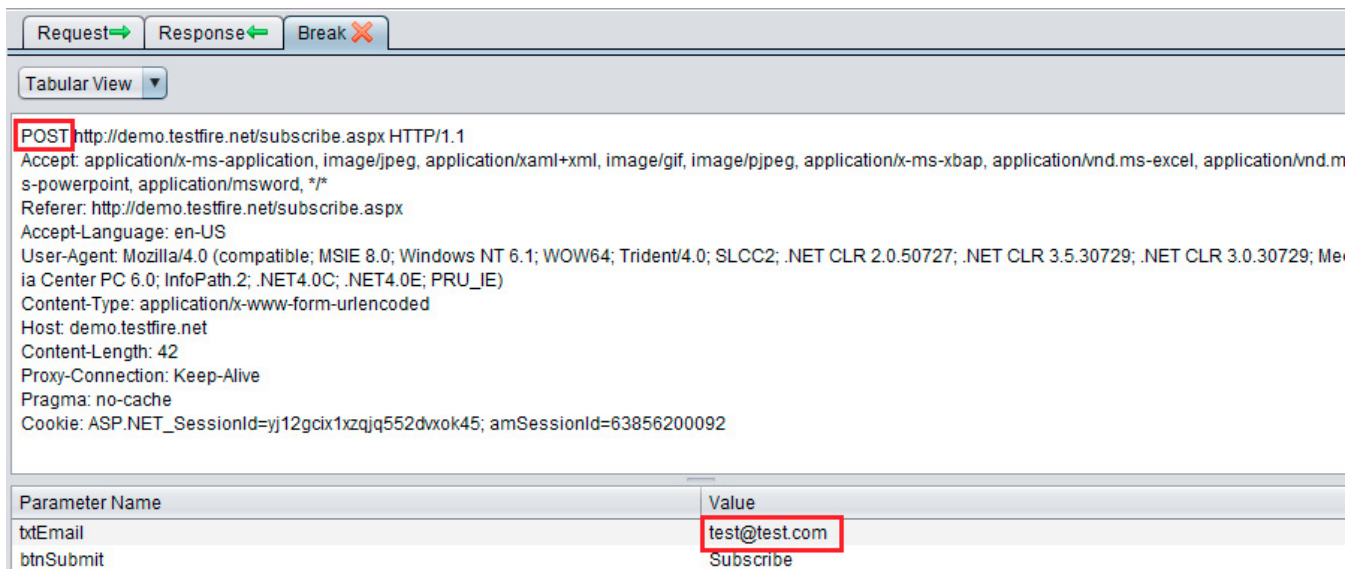 Request Response Break
Tabular View
POST http://demo.testfire.net/subscribe.aspx HTTP/1.1
Accept: application/x-ms-application, image/jpeg, application/xaml+xml, image/gif, image/pjpeg, application/x-ms-xbap, application/vnd.ms-excel, application/vnd.m
s-powerpoint, application/msword, */*
Referer: http://demo.testfire.net/subscribe.aspx
Accept-Language: en-US
User-Agent: Mozilla/4.0 (compatible; MSIE 8.0; Windows NT 6.1; WOW64; Trident/4.0; SLCC2; .NET CLR 2.0.50727; .NET CLR 3.5.30729; .NET CLR 3.0.30729; Med
ia Center PC 6.0; InfoPath.2; .NET4.0C; .NET4.0E; PRU_IE)
Content-Type: application/x-www-form-urlencoded
Host: demo.testfire.net
Content-Length: 42
Proxy-Connection: Keep-Alive
Pragma: no-cache
Cookie: ASP.NET_SessionId=yj12gcix1xzqjq552dvxok45; amSessionId=63856200092
Parameter Name Value
txtEmail test@test.com
btnSubmit Subscribe